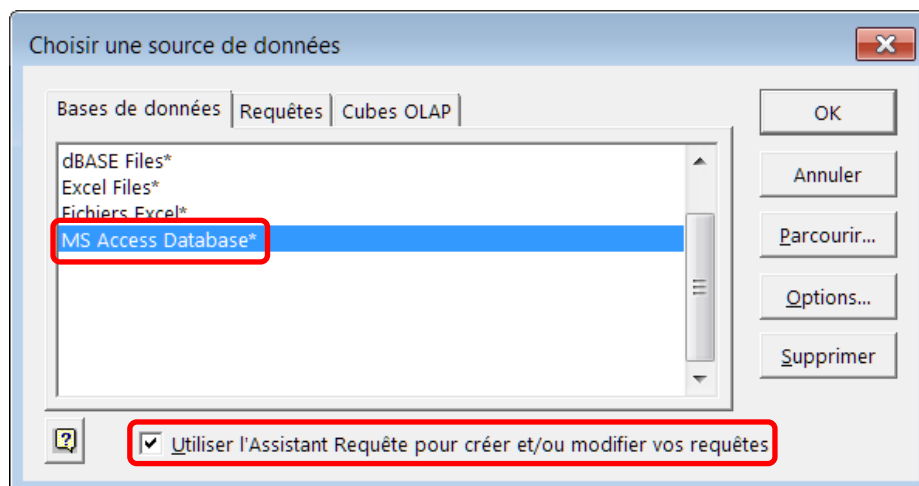 Choisir une source de données
Bases de données Requêtes Cubes OLAP
dBASE Files*
Excel Files*
Fichiers Excel*
MS Access Database*
OK
Annuler
Parcourir...
Options...
Supprimer
Utiliser l'Assistant Requête pour créer et/ou modifier vos requêtes